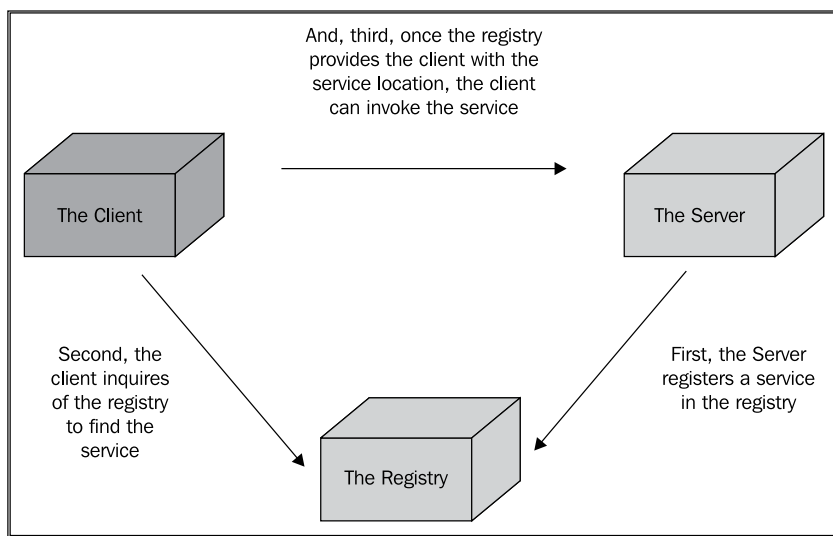 And, third, once the registry
provides the client with the
service location, the client
can invoke the service
The Client
The Server
Second, the
client inquires
of the registry
to find the
service
First, the Server
registers a service
in the registry
The Registry